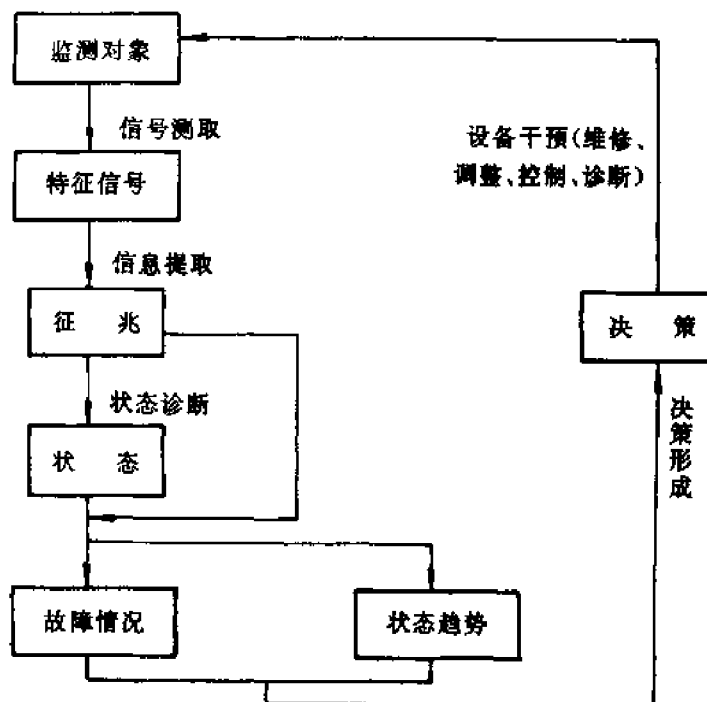 监测对象
信号测取
特征信号
信息提取
征 兆
状态诊断
状 态
故障情况
状态趋势
设备干预(维修、
调整、控制、诊断)
决 策
决策形成